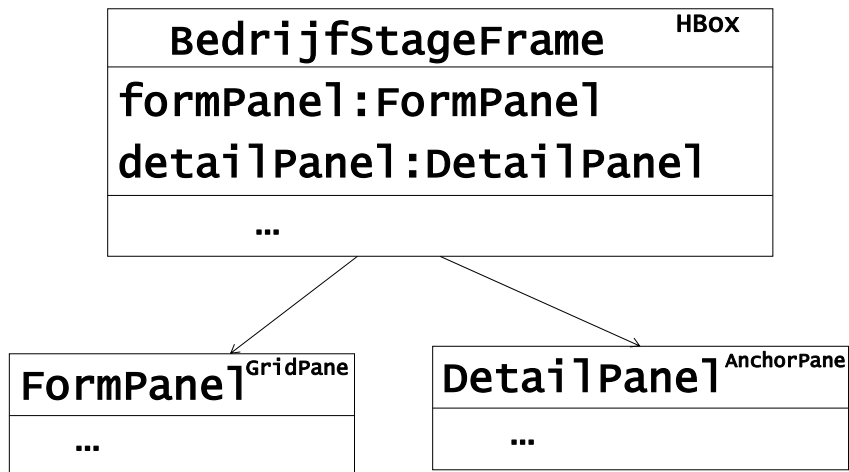 BedrijfStageFrame HBox
formPanel:FormPanel
detailPanel:DetailPanel
…
FormPanel GridPane
…
DetailPanel AnchorPane
…